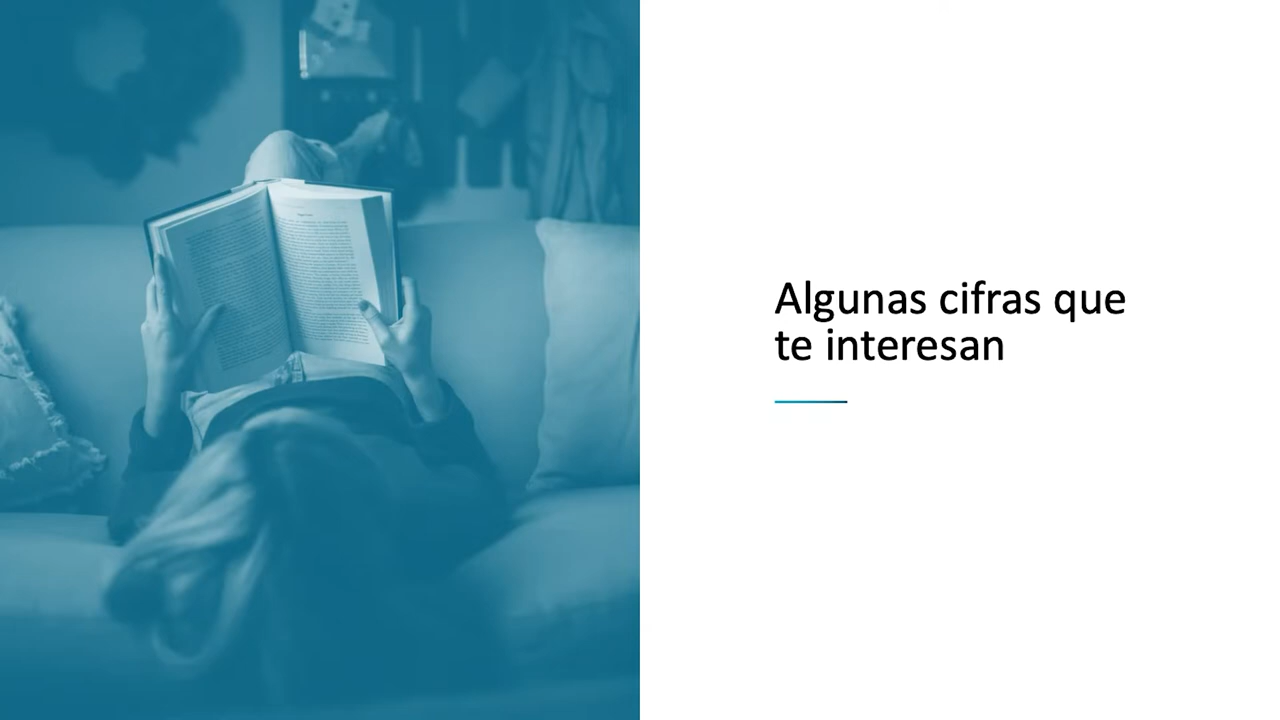 Algunas cifras que
te interesan